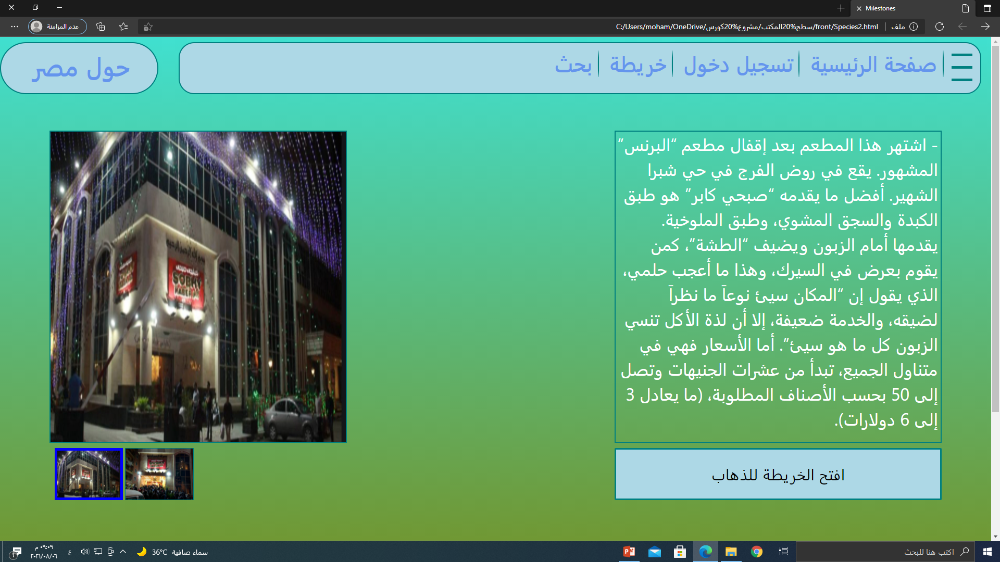 Milestones
عدم المزامنة
ملف
C:/Users/moham/OneDrive/سطح%20المكتب/مشروع%20كورس/front/Species2.html
صفحة الرئيسية
تسجيل دخول
خريطة
بحث
حول مصر
- اشتهر هذا المطعم بعد إقفال مطعم “البرنس”
المشهور. يقع في روض الفرج في حي شبرا
الشهير. أفضل ما يقدمه “صبحي كابر” هو طبق
الكبدة والسجق المشوي، وطبق الملوخية.
يقدمها أمام الزبون ويضيف “الطشة”، كمن
يقوم بعرض في السيرك، وهذا ما أعجب حلمي،
الذي يقول إن “المكان سيئ نوعاً ما نظراً
لضيقه، والخدمة ضعيفة، إلا أن لذة الأكل تنسي
الزبون كل ما هو سيئ”. أما الأسعار فهي في
متناول الجميع، تبدأ من عشرات الجنيهات وتصل
إلى 50 بحسب الأصناف المطلوبة، (ما يعادل 3
إلى 6 دولارات).
افتح الخريطة للذهاب
بسم الله الرحمن الرحيم
SOBHY
KABER
اكتب هنا للبحث
36°C سماء صافية
ع
٠٩:٠٩ م
٢٠٢١/٠٨/٠٦
١